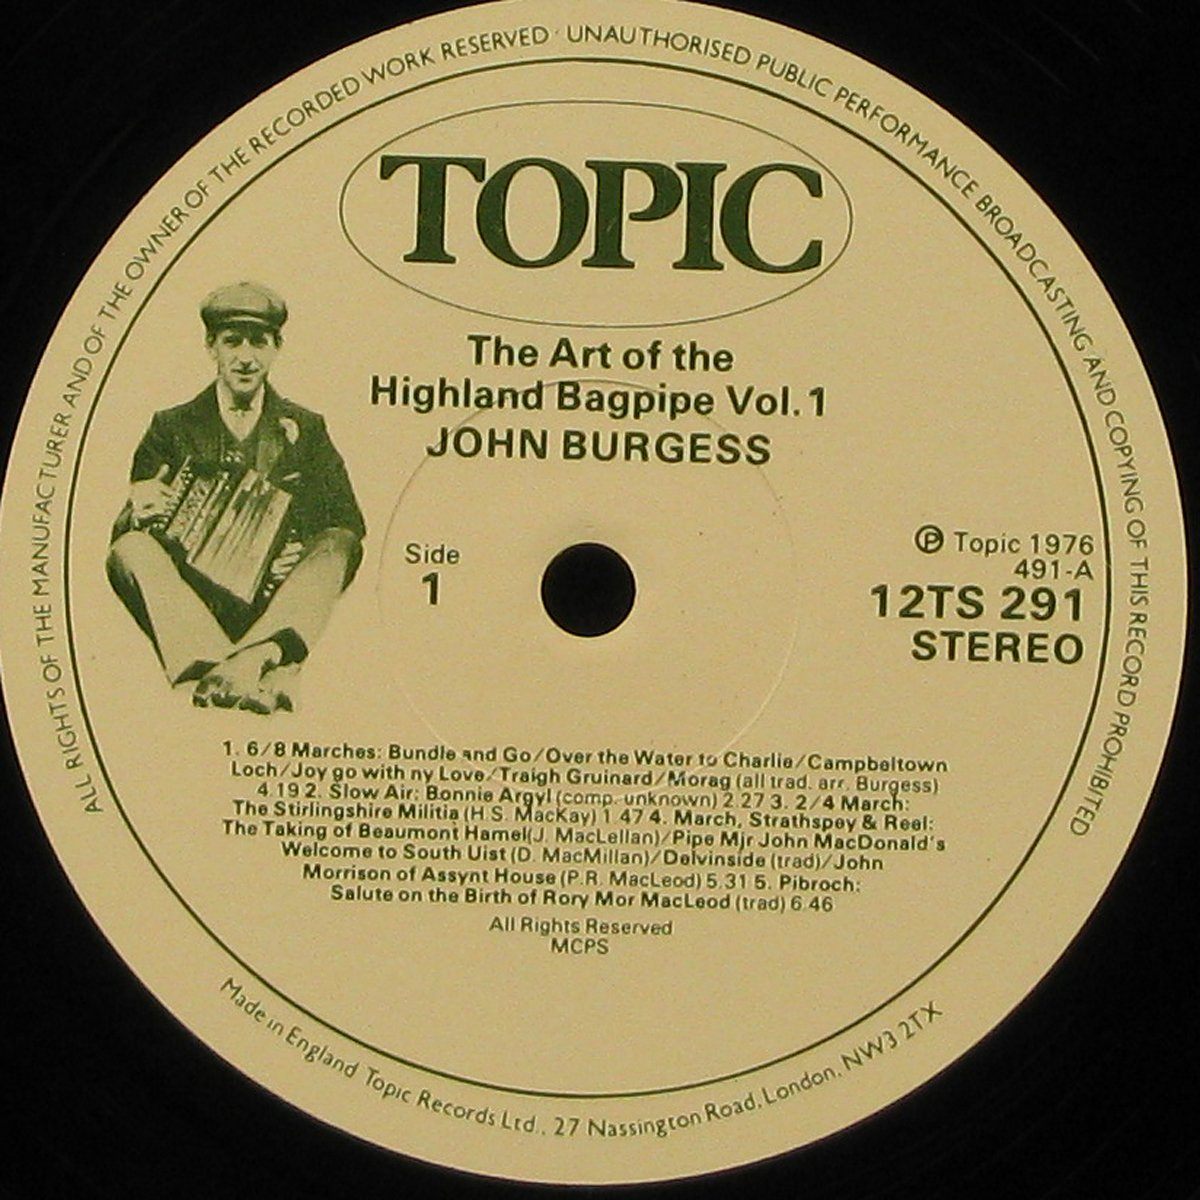 ALL RIGHTS OF THE MANUFACTURER AND OF THE OWNER OF THE RECORDED WORK RESERVED · UNAUTHORISED PUBLIC PERFORMANCE BROADCASTING AND COPYING OF THIS RECORD PROHIBITED
TOPIC
The Art of the
Highland Bagpipe Vol. 1
JOHN BURGESS
Side
1
Ⓟ Topic 1976
491-A
12TS 291
STEREO
1. 6/8 Marches: Bundle and Go/Over the Water to Charlie/Campbeltown
Loch/Joy go with ny Love/Traigh Gruinard/Morag (all trad. arr. Burgess)
4 19 2. Slow Air: Bonnie Argyl (comp. unknown) 2.27 3. 2/4 March:
The Stirlingshire Militia (H.S. MacKay) 1 47 4. March, Strathspey & Reel:
The Taking of Beaumont Hamel(J. MacLellan)/Pipe Mjr John MacDonald's
Welcome to South Uist (D. MacMillan)/Delvinside (trad)/John
Morrison of Assynt House (P.R. MacLeod) 5.31 5. Pibroch:
Salute on the Birth of Rory Mor MacLeod (trad) 6.46
All Rights Reserved
MCPS
Made in England Topic Records Ltd., 27 Nassington Road, London, NW3 2TX